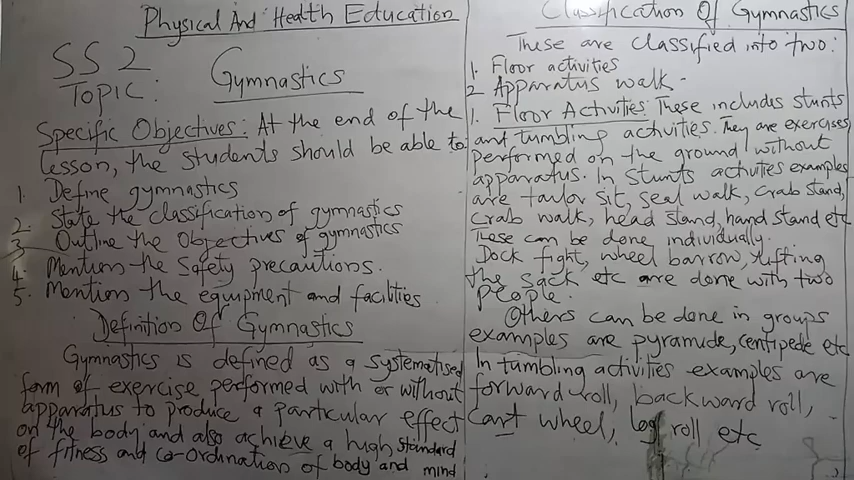 Physical And Health Education
SS 2
Topic: Gymnastics
Specific Objectives: At the end of the
lesson, the students should be able to
1. Define gymnastics
2. State the classification of gymnastics
3 Outline the Objectives of gymnastics
4. Mention the Safety precautions.
5. Mention the equipment and facilities
Definition Of Gymnastics
Gymnastics is defined as a systematised
form of exercise performed with or without
apparatus to produce a particular effect
on the body and also achieve a high standard
of fitness and co-ordination of body and mind
Classification Of Gymnastics
These are classified into two:
1. Floor activities
2 Apparatus walk-
1. Floor Activities: These includes stunts
and tumbling activities. They are exercises
performed on the ground without
apparatus. In stunts activities examples
are taylor sit, seal walk, crab stand,
crab walk, head stand, hand stand etc
These can be done individually.
Dock fight, wheel barrow, lifting
the sack etc are done with two
people.
Others can be done in groups
examples are pyramide, centipede etc
In tumbling activities examples are
forward roll, backward roll,
cart wheel, log roll etc